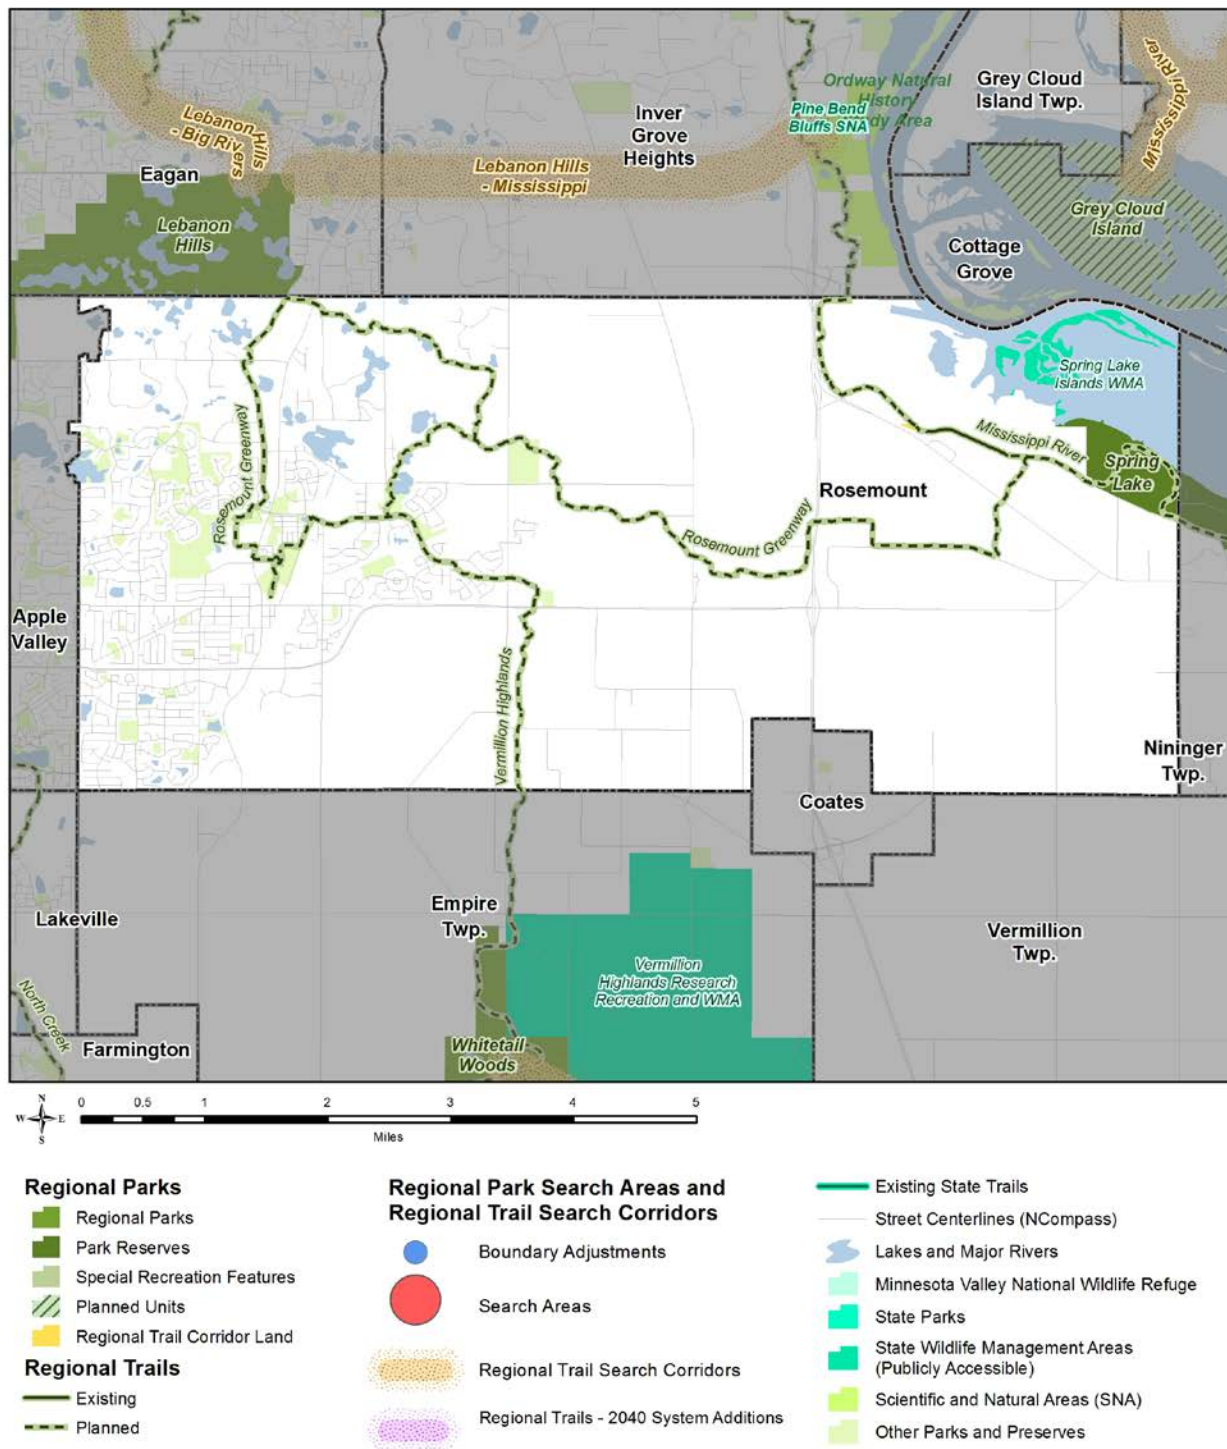 Ordway Natural
History
dy Area
Pine Bend
Bluffs SNA
Grey Cloud
Island Twp.
Mississippi River
Lebanon Hills
- Big Rivers
Inver
Grove
Heights
Lebanon Hills
- Mississippi
Eagan
Lebanon
Hills
Grey Cloud
Island
Cottage
Grove
Spring Lake
Islands WMA
Rosemount Greenway
Mississippi River
Spring
Lake
Rosemount
Rosemount Greenway
Apple
Valley
Vermillion Highlands
Nininger
Twp.
Coates
Lakeville
Empire
Twp.
Vermillion
Twp.
Vermillion
Highlands Research
Recreation and WMA
North Creek
Farmington
Whitetail
Woods
N
W E
S
0 0.5 1 2 3 4 5
Miles
Regional Parks
Regional Parks
Park Reserves
Special Recreation Features
Planned Units
Regional Trail Corridor Land
Regional Trails
Existing
Planned
Regional Park Search Areas and
Regional Trail Search Corridors
Boundary Adjustments
Search Areas
Regional Trail Search Corridors
Regional Trails - 2040 System Additions
Existing State Trails
Street Centerlines (NCompass)
Lakes and Major Rivers
Minnesota Valley National Wildlife Refuge
State Parks
State Wildlife Management Areas
(Publicly Accessible)
Scientific and Natural Areas (SNA)
Other Parks and Preserves